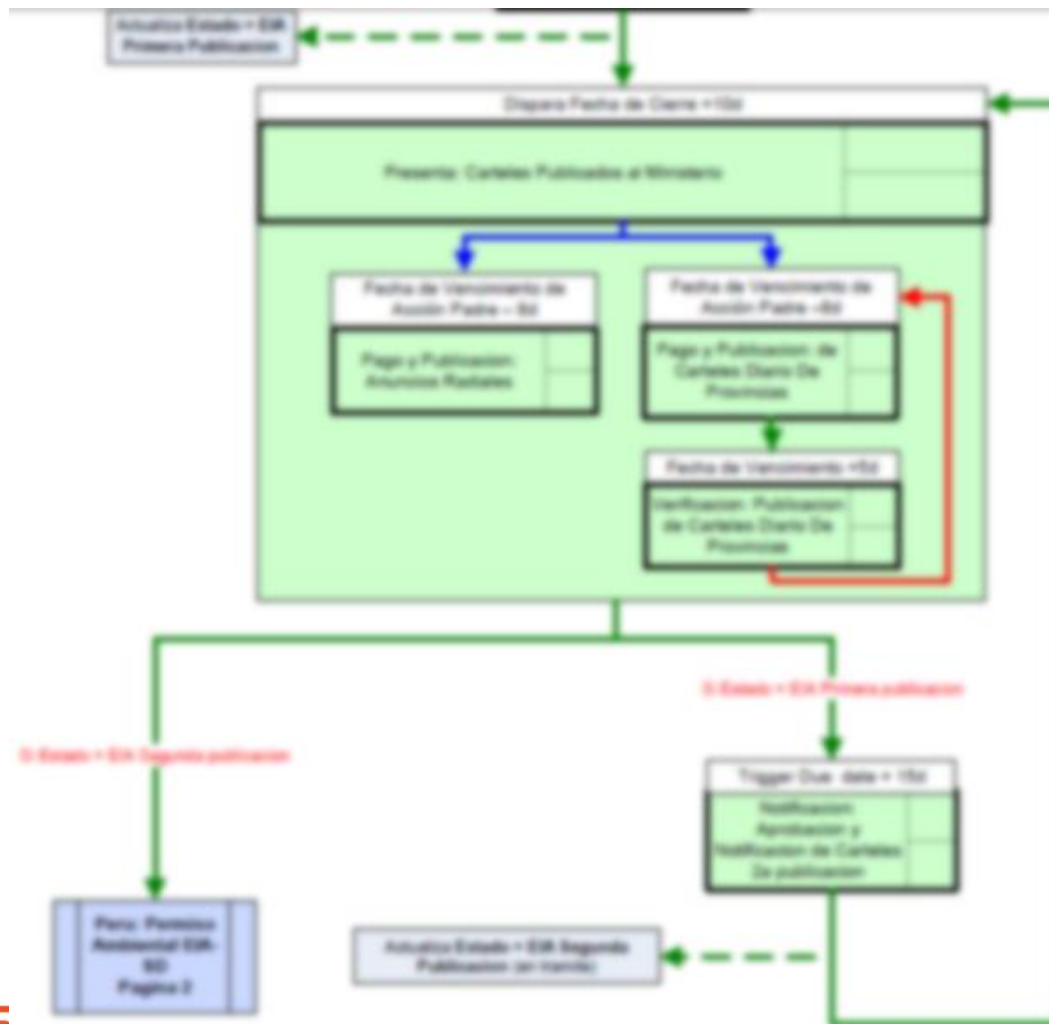 Actualiza Estado = EIA
Primera Publicacion
Dispara Fecha de Cierre +10d
Presenta: Carteles Publicados al Ministerio
Fecha de Vencimiento de
Acción Padre –
Fecha de Vencimiento de
Acción Padre
Pago y Publicacion:
Anuncios Radiales
Pago y Publicacion: de
Carteles Diario De
Provincias
Fecha de Vencimiento +5d
Verificacion: Publicacion
de Carteles Diario De
Provincias
Si Estado = EIA Primera publicacion
Si Estado = EIA Segunda publicacion
Trigger Due date + 15d
Notificacion:
Aprobacion y
Notificacion de Carteles
2a publicacion
Peru: Permiso
Ambiental EIA-
SD
Pagina 2
Actualiza Estado = EIA Segunda
Publicacion (en tramite)